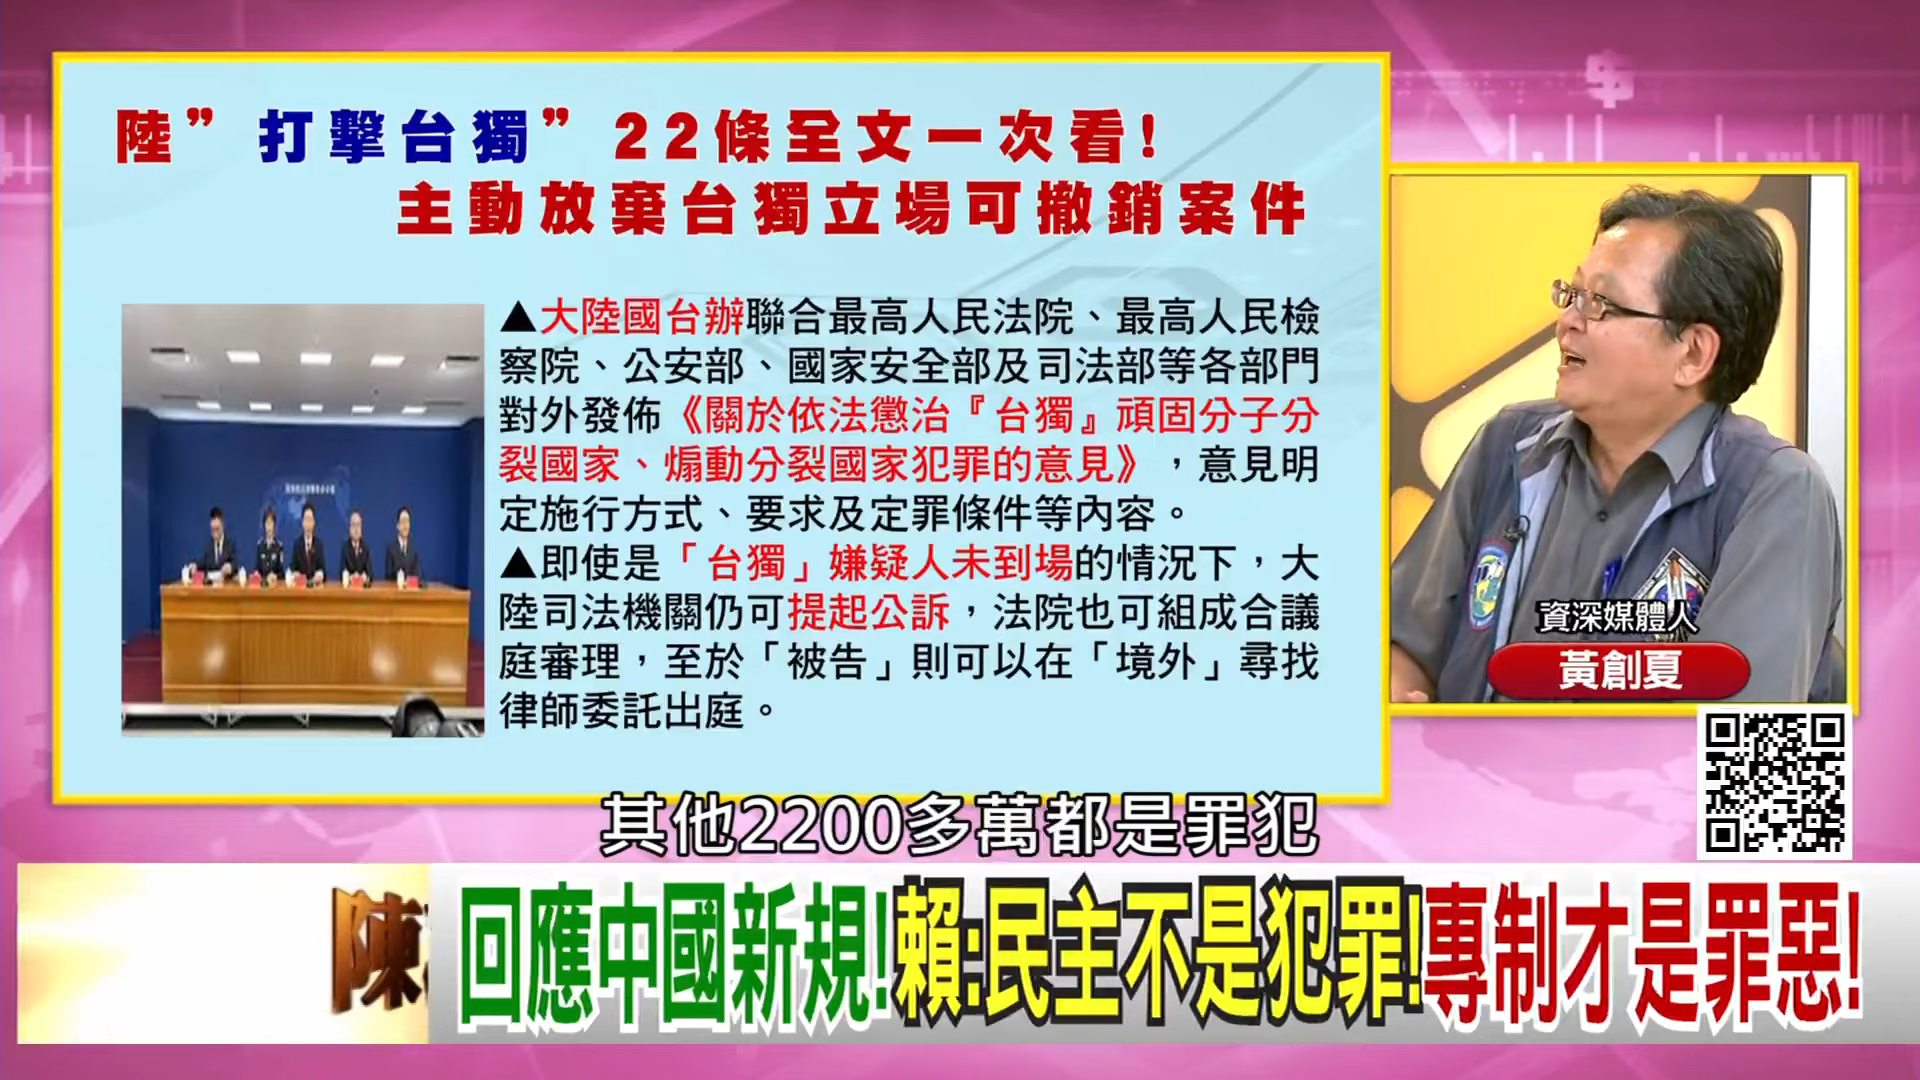 陸”打擊台獨”22條全文一次看!
主動放棄台獨立場可撤銷案件
▲大陸國台辦聯合最高人民法院、最高人民檢
察院、公安部、國家安全部及司法部等各部門
對外發佈《關於依法懲治『台獨』頑固分子分
裂國家、煽動分裂國家犯罪的意見》,意見明
定施行方式、要求及定罪條件等內容。
▲即使是「台獨」嫌疑人未到場的情況下,大
陸司法機關仍可提起公訴,法院也可組成合議
庭審理,至於「被告」則可以在「境外」尋找
律師委託出庭。
資深媒體人
黃創夏
其他2200多萬都是罪犯
陳
回應中國新規!賴:民主不是犯罪!專制才是罪惡!